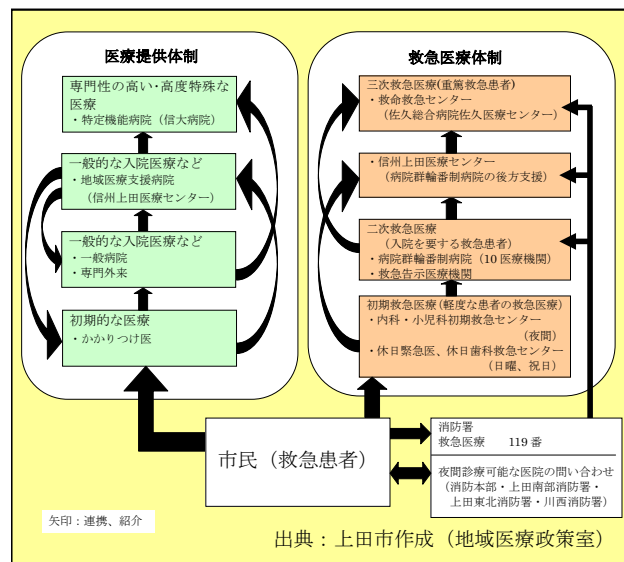 医療提供体制
専門性の高い・高度特殊な
医療
・特定機能病院（信大病院）
一般的な入院医療など
・地域医療支援病院
（信州上田医療センター）
一般的な入院医療など
・一般病院
・専門外来
初期的な医療
・かかりつけ医
救急医療体制
三次救急医療(重篤救急患者)
・救命救急センター
（佐久総合病院佐久医療センター）
・信州上田医療センター
（病院群輪番制病院の後方支援）
二次救急医療
（入院を要する救急患者）
・病院群輪番制病院（10 医療機関）
・救急告示医療機関
初期救急医療（軽度な患者の救急医療）
・内科・小児科初期救急センター
（夜間）
・休日緊急医、休日歯科救急センター
（日曜、祝日）
市民（救急患者）
消防署
救急医療　　119 番
夜間診療可能な医院の問い合わせ
（消防本部・上田南部消防署・
上田東北消防署・川西消防署）
矢印：連携、紹介
出典：上田市作成（地域医療政策室）